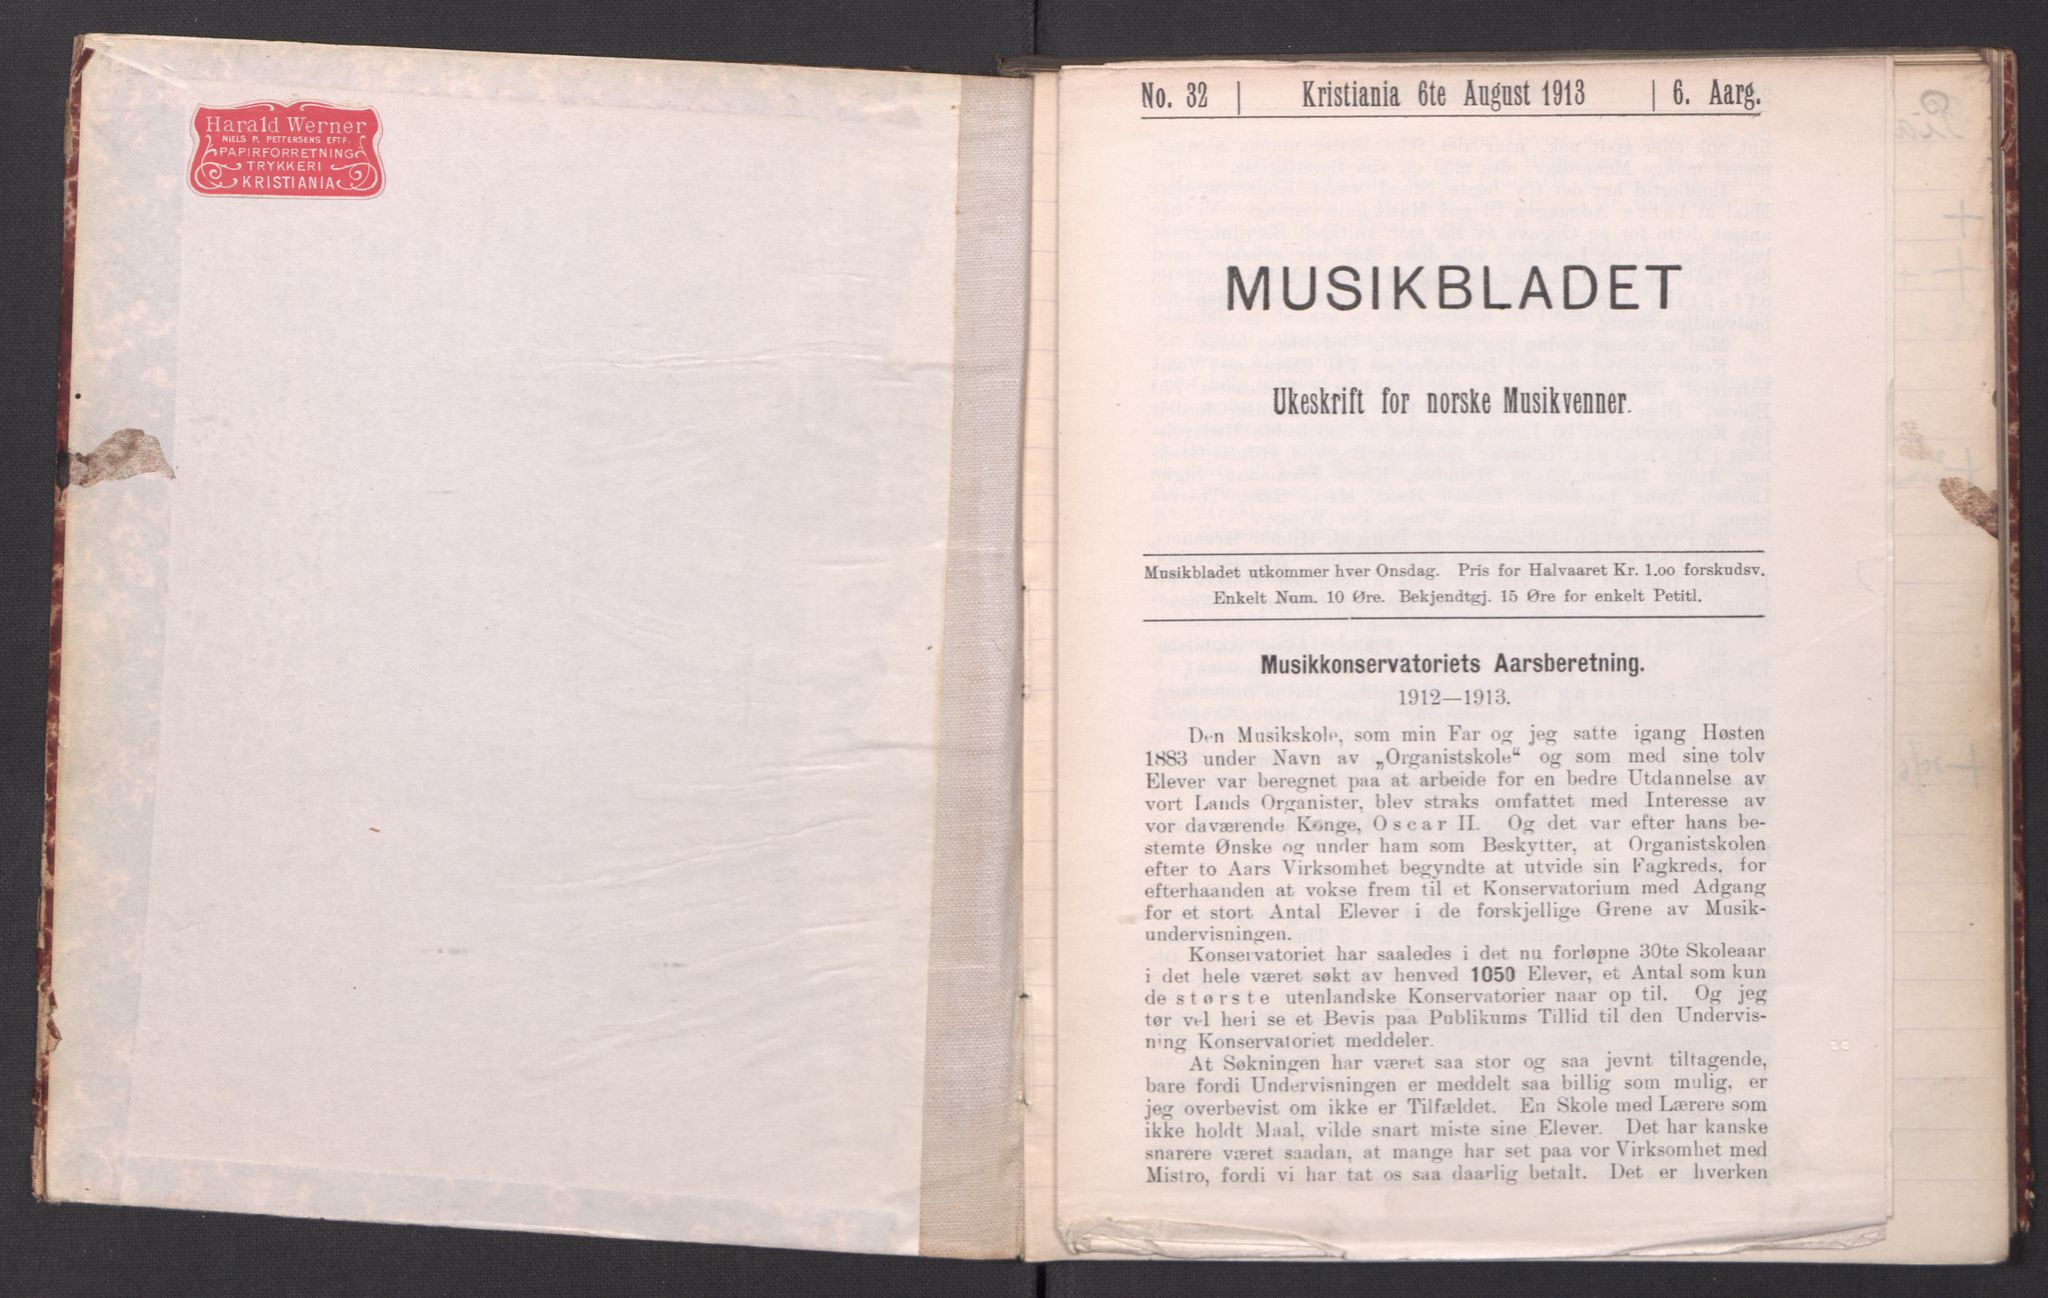 Harald Werner
NIELS P. PETTERSENS EFTF.
PAPIRFORRETNING
TRYKKERI
KRISTIANIA
No. 32 | Kristiania 6te August 1913 | 6. Aarg.
MUSIKBLADET
Ukeskrift for norske Musikvenner.
Musikbladet utkommer hver Onsdag. Pris for Halvaaret Kr. 1.00 forskudsv.
Enkelt Num. 10 Øre. Bekjendtgj. 15 Øre for enkelt Petitl.
Musikkonservatoriets Aarsberetning.
1912—1913.
Den Musikskole, som min Far og jeg satte igang Høsten
1883 under Navn av „Organistskole“ og som med sine tolv
Elever var beregnet paa at arbeide for en bedre Utdannelse av
vort Lands Organister, blev straks omfattet med Interesse av
vor daværende Konge, Oscar II. Og det var efter hans be-
stemte Ønske og under ham som Beskytter, at Organistskolen
efter to Aars Virksomhet begyndte at utvide sin Fagkreds, for
efterhaanden at vokse frem til et Konservatorium med Adgang
for et stort Antal Elever i de forskjellige Grene av Musik-
undervisningen.
Konservatoriet har saaledes i det nu forløpne 30te Skoleaar
i det hele været søkt av henved 1050 Elever, et Antal som kun
de største utenlandske Konservatorier naar op til. Og jeg
tør vel heri se et Bevis paa Publikums Tillid til den Undervis-
ning Konservatoriet meddeler.
At Søkningen har været saa stor og saa jevnt tiltagende,
bare fordi Undervisningen er meddelt saa billig som mulig, er
jeg overbevist om ikke er Tilfældet. En Skole med Lærere som
ikke holdt Maal, vilde snart miste sine Elever. Det har kanske
snarere været saadan, at mange har set paa vor Virksomhet med
Mistro, fordi vi har tat os saa daarlig betalt. Det er hverken